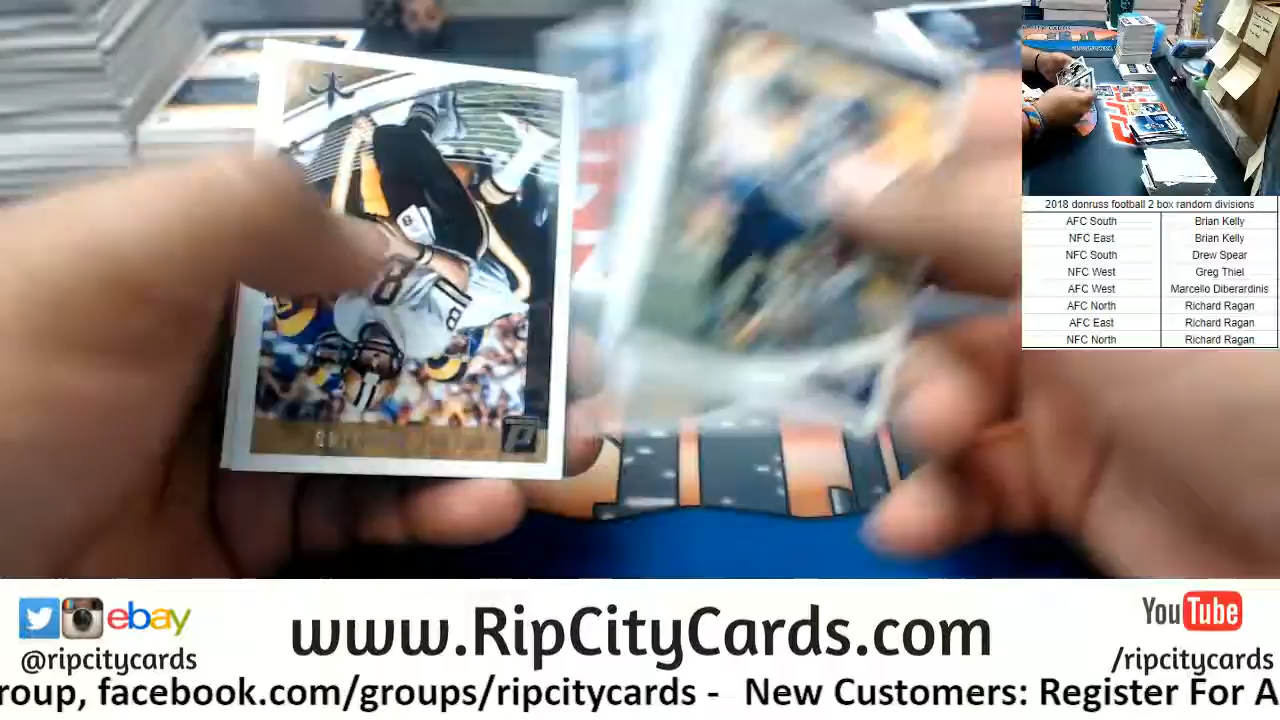 2018 donruss football 2 box random divisions
AFC South Brian Kelly
NFC East Brian Kelly
NFC South Drew Spear
NFC West Greg Thiel
AFC West Marcello Diberardinis
AFC North Richard Ragan
AFC East Richard Ragan
NFC North Richard Ragan
ebay
@ripcitycards
www.RipCityCards.com
YouTube
/ripcitycards
roup, facebook.com/groups/ripcitycards - New Customers: Register For A